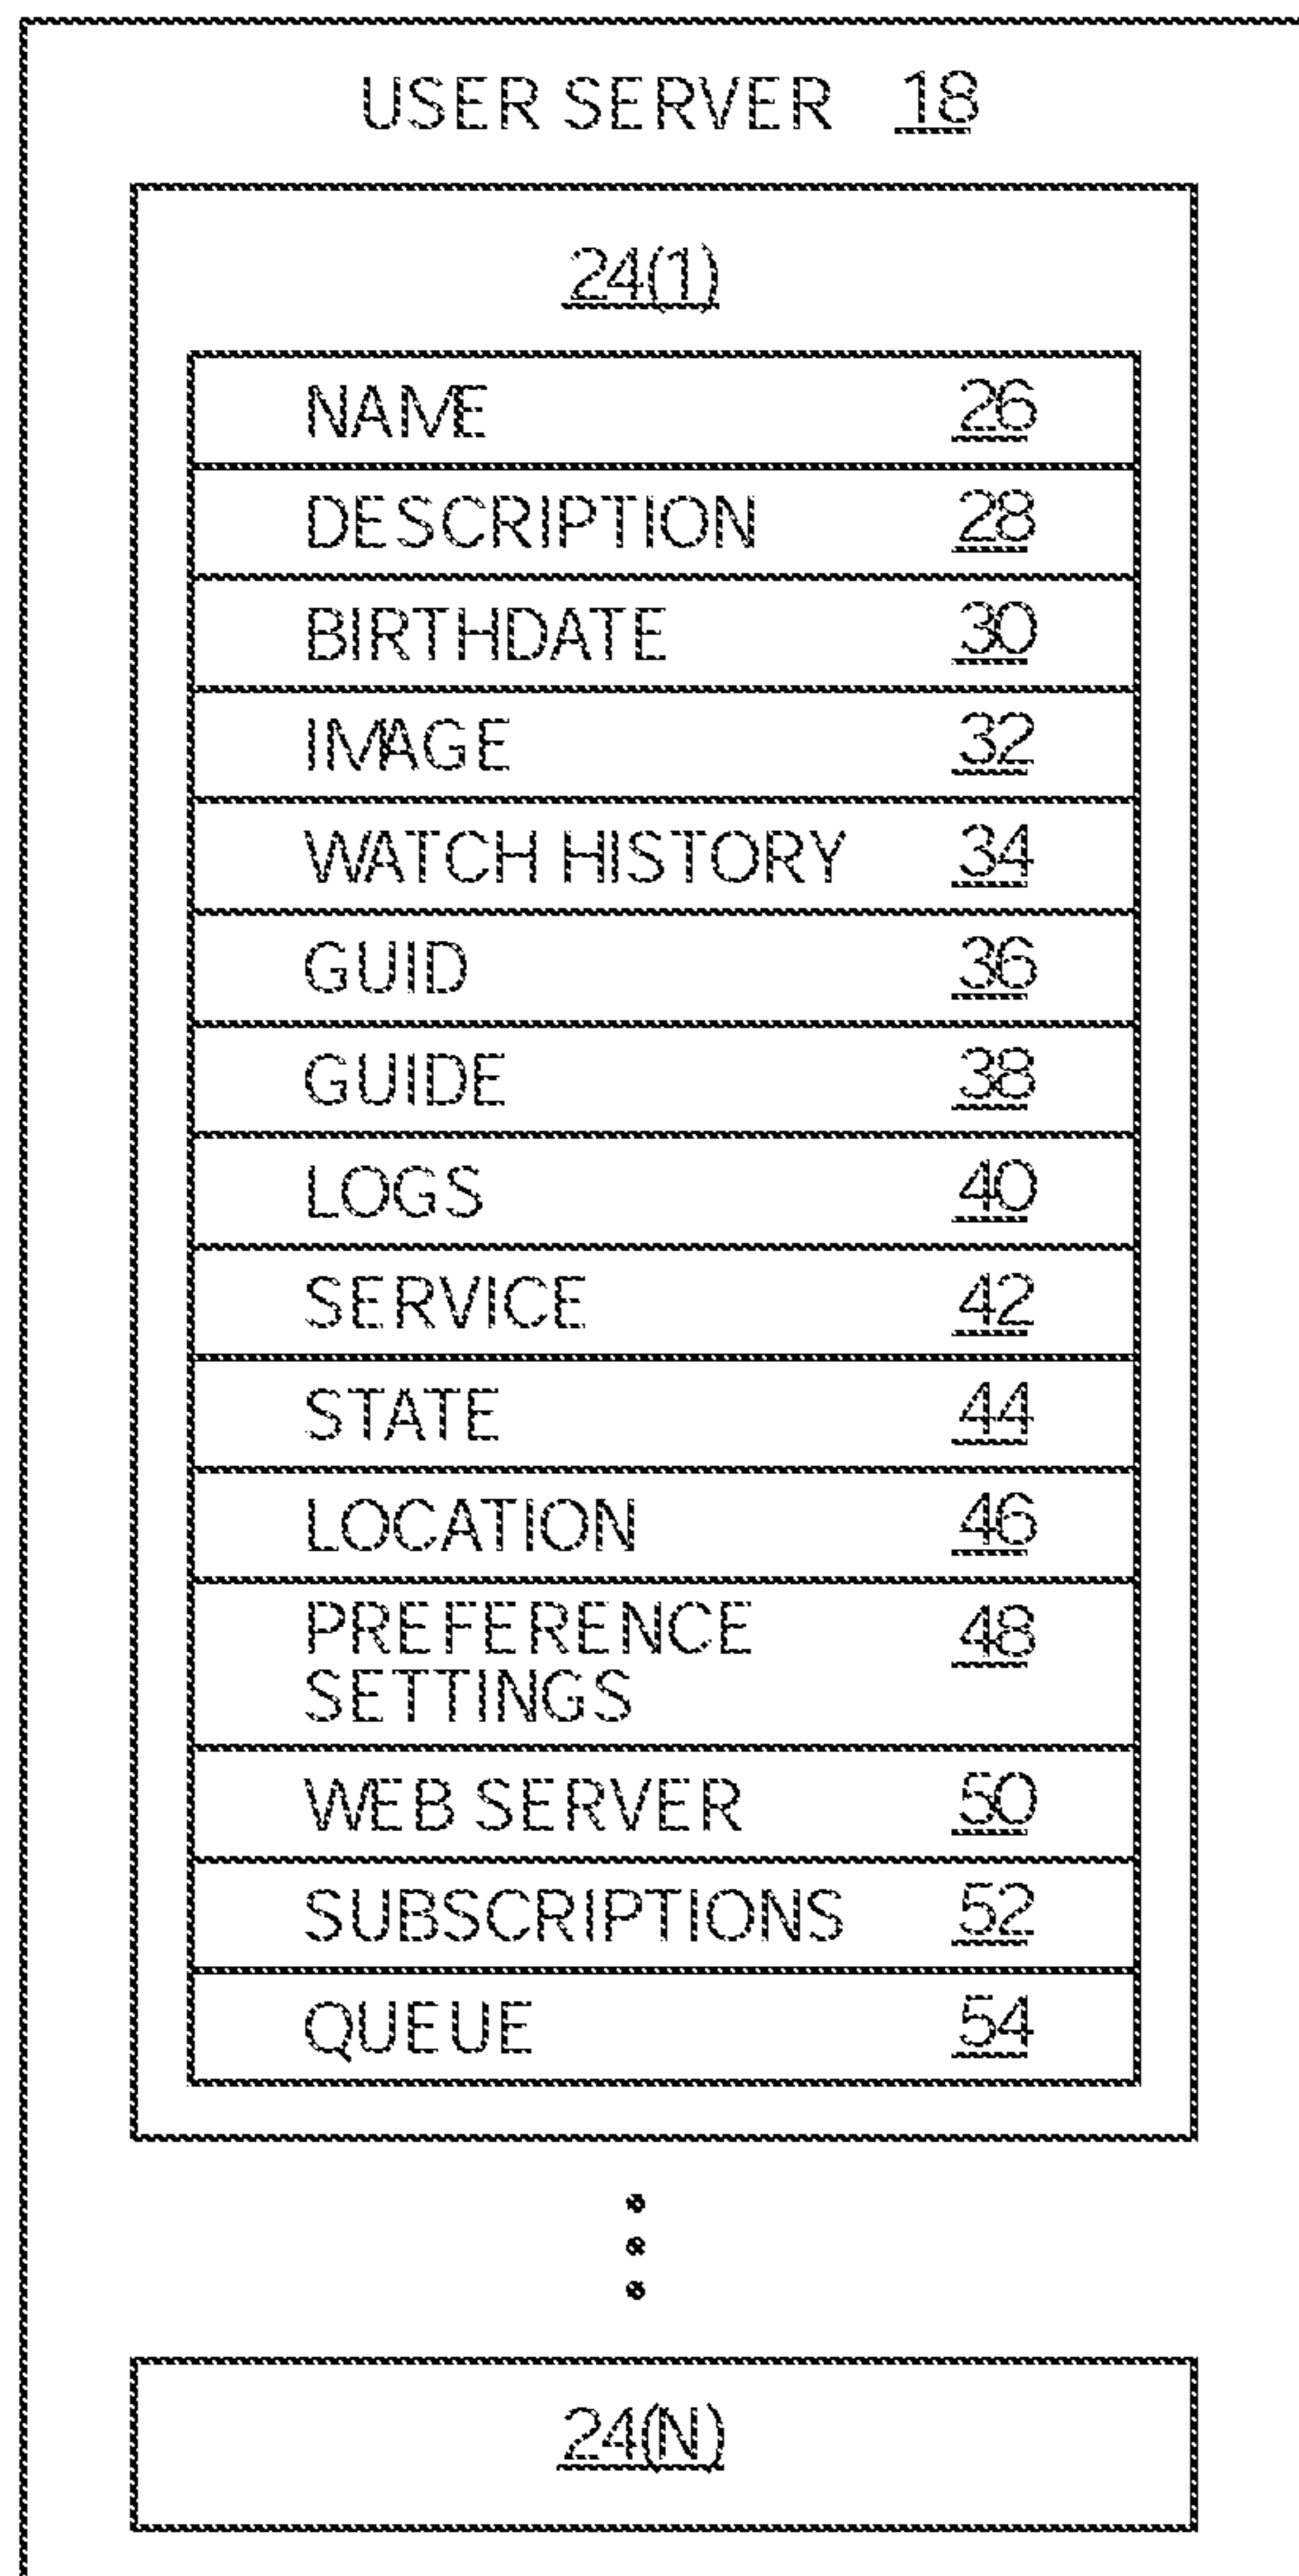 USER SERVER 18
24(1)
NAME 26
DESCRIPTION 28
BIRTHDATE 30
IMAGE 32
WATCH HISTORY 34
GUID 36
GUIDE 38
LOGS 40
SERVICE 42
STATE 44
LOCATION 46
PREFERENCE 48
SETTINGS
WEB SERVER 50
SUBSCRIPTIONS 52
QUEUE 54
24(N)